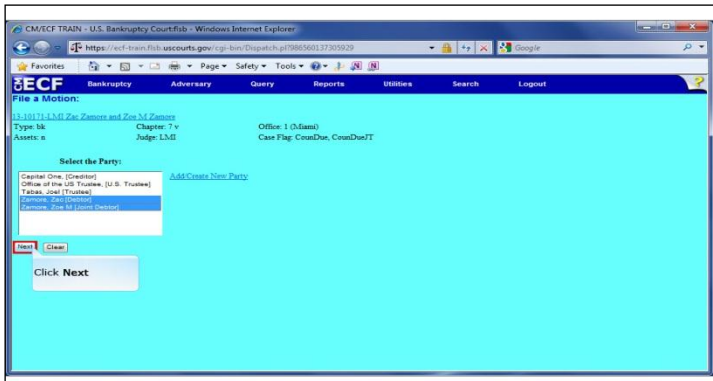 CM/ECF TRAIN - U.S. Bankruptcy Court:flsb - Windows Internet Explorer
https://ecf-train.flsb.uscourts.gov/cgi-bin/Dispatch.pl?986560137305929
Google
Favorites Page Safety Tools
ECF Bankruptcy Adversary Query Reports Utilities Search Logout ?
File a Motion:
13-10171-LMI Zac Zamore and Zoe M Zamore
Type: bk Chapter: 7 v Office: 1 (Miami)
Assets: n Judge: LMI Case Flag: CounDue, CounDueJT
Select the Party:
Capital One, [Creditor] Add/Create New Party
Office of the US Trustee, [U.S. Trustee]
Tabas, Joel [Trustee]
Zamore, Zac [Debtor]
Zamore, Zoe M [Joint Debtor]
Next Clear
Click Next